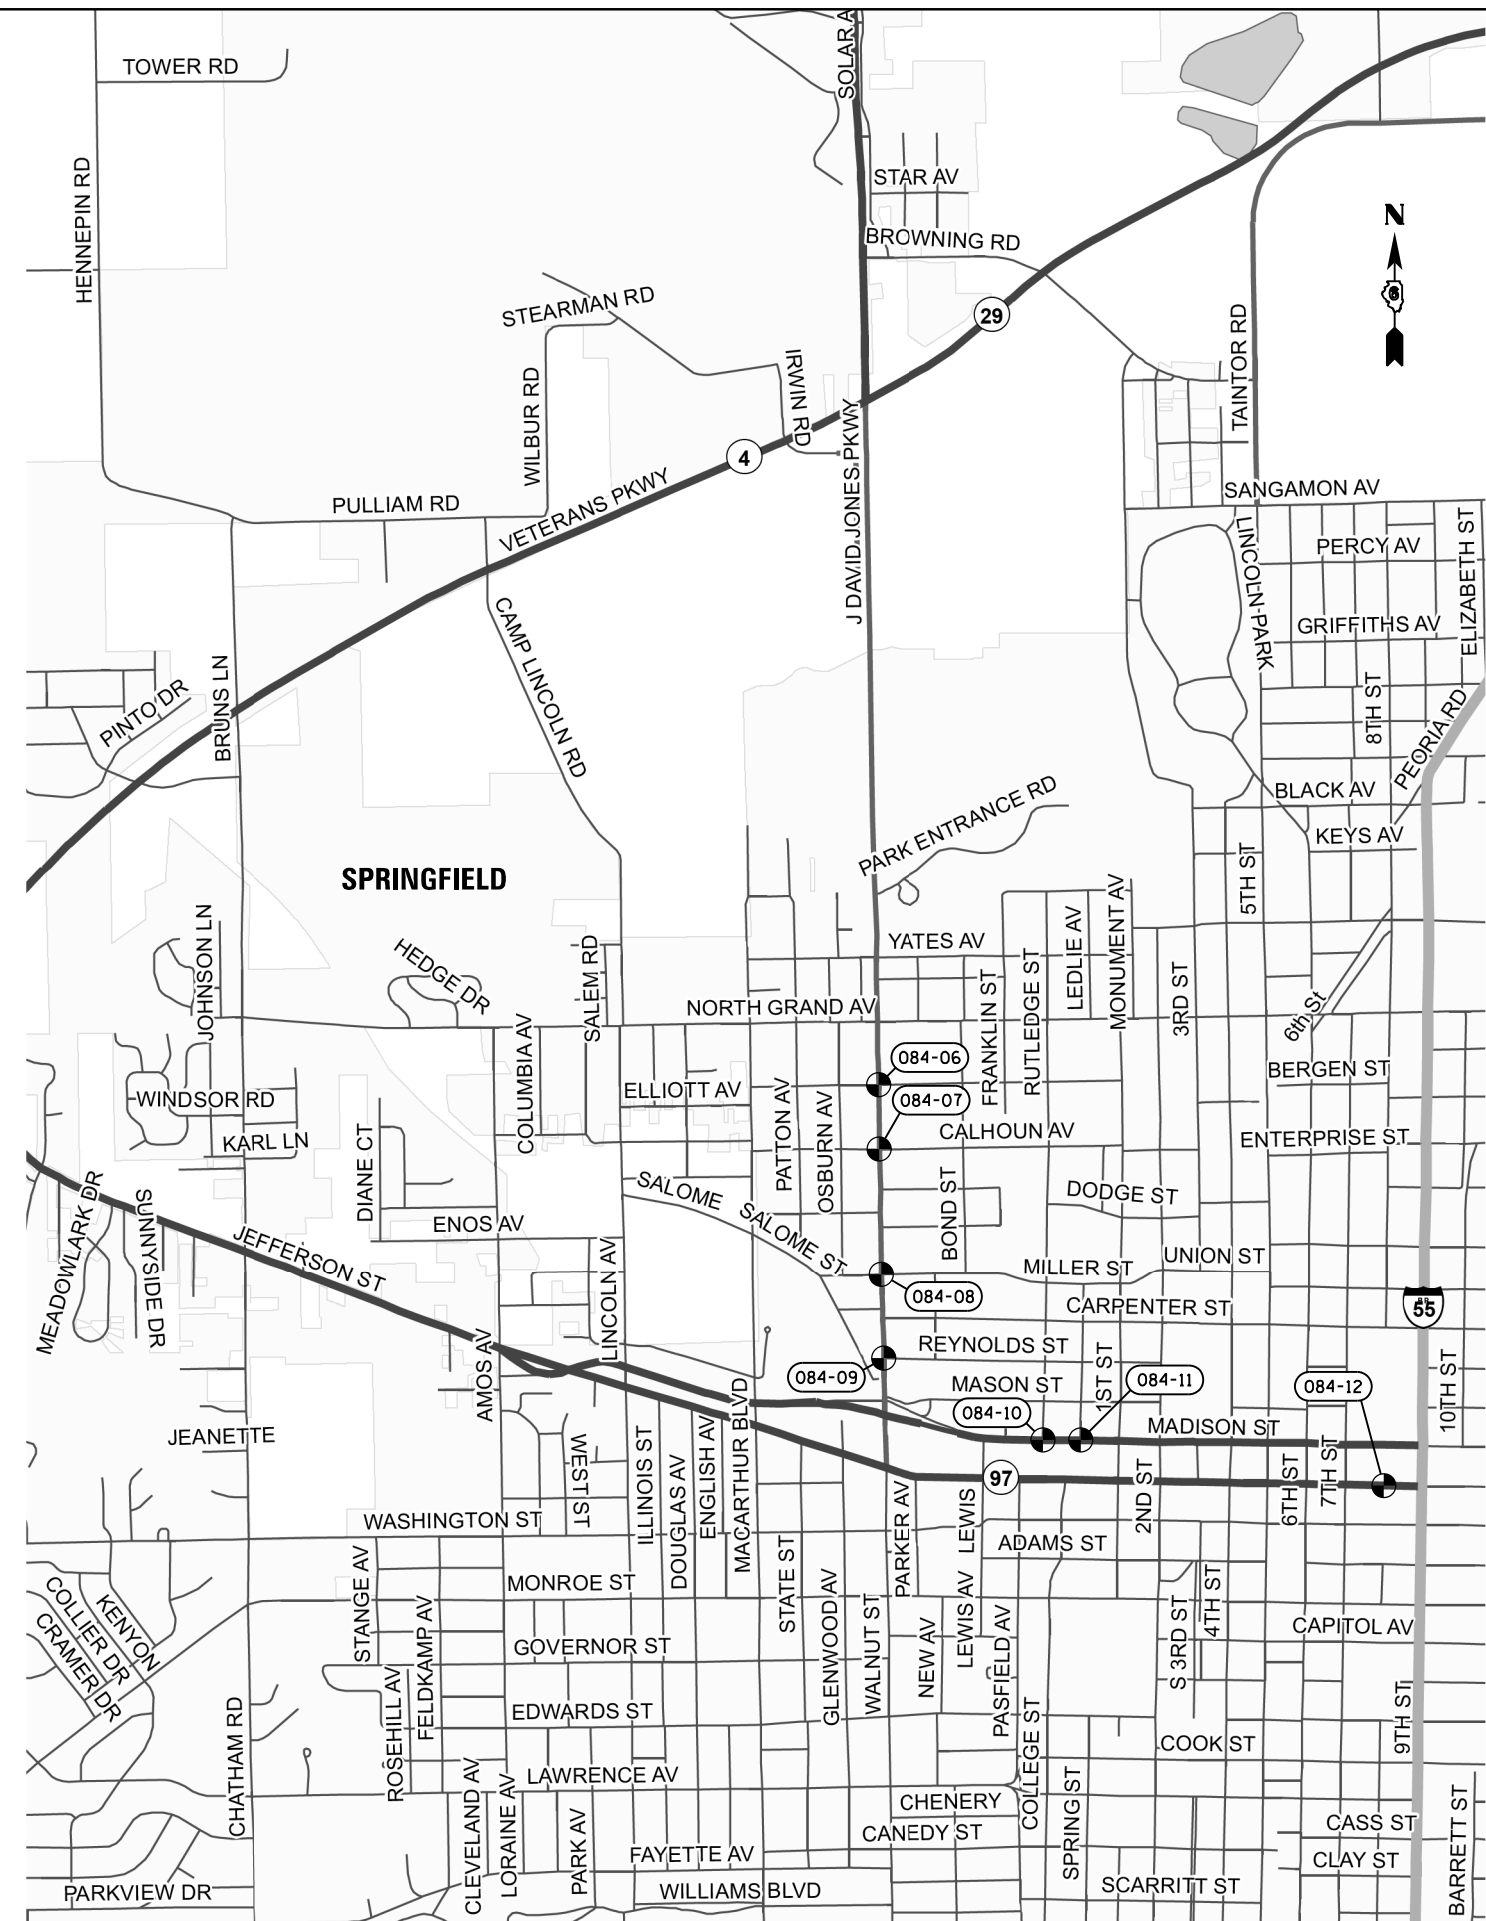 TOWER RD
SOLAR A
HENNEPIN RD
STAR AV
N
BROWNING RD
6
STEARMAN RD
29
TAINTOR RD
IRWIN RD
WILBUR RD
4
J DAVID JONES PKWY
PULLIAM RD
VETERANS PKWY
SANGAMON AV
LINCOLN PARK
PERCY AV
ELIZABETH ST
CAMP LINCOLN RD
GRIFFITHS AV
BRUNS LN
PINTO DR
8TH ST
PEORIA RD
BLACK AV
PARK ENTRANCE RD
KEYS AV
SPRINGFIELD
5TH ST
JOHNSON LN
HEDGE DR
SALEM RD
YATES AV
LEDLIE AV
MONUMENT AV
FRANKLIN ST
RUTLEDGE ST
3RD ST
NORTH GRAND AV
6th St
COLUMBIA AV
084-06
BERGEN ST
WINDSOR RD
ELLIOTT AV
084-07
PATTON AV
OSBURN AV
KARL LN
CALHOUN AV
ENTERPRISE ST
DIANE CT
MEADOWLARK DR
SUNNYSIDE DR
SALOME
DODGE ST
BOND ST
ENOS AV
JEFFERSON ST
SALOME ST
LINCOLN AV
UNION ST
MILLER ST
084-08
CARPENTER ST
55
REYNOLDS ST
AMOS AV
084-09
MASON ST
1ST ST
084-11
084-12
10TH ST
MACARTHUR BLVD
084-10
MADISON ST
JEANETTE
WEST ST
ILLINOIS ST
DOUGLAS AV
ENGLISH AV
97
2ND ST
6TH ST
7TH ST
WASHINGTON ST
PARKER AV
LEWIS
ADAMS ST
STANGE AV
MONROE ST
STATE ST
GLENWOOD AV
WALNUT ST
NEW AV
LEWIS AV
PASFIELD AV
S 3RD ST
4TH ST
CAPITOL AV
KENYON
COLLIER DR
CRAMER DR
FELDKAMP AV
ROSEHILL AV
GOVERNOR ST
EDWARDS ST
CHATHAM RD
COLLEGE ST
COOK ST
9TH ST
LAWRENCE AV
CLEVELAND AV
LORAINE AV
PARK AV
CHENERY
SPRING ST
CASS ST
BARRETT ST
CANEDY ST
FAYETTE AV
CLAY ST
PARKVIEW DR
WILLIAMS BLVD
SCARRITT ST